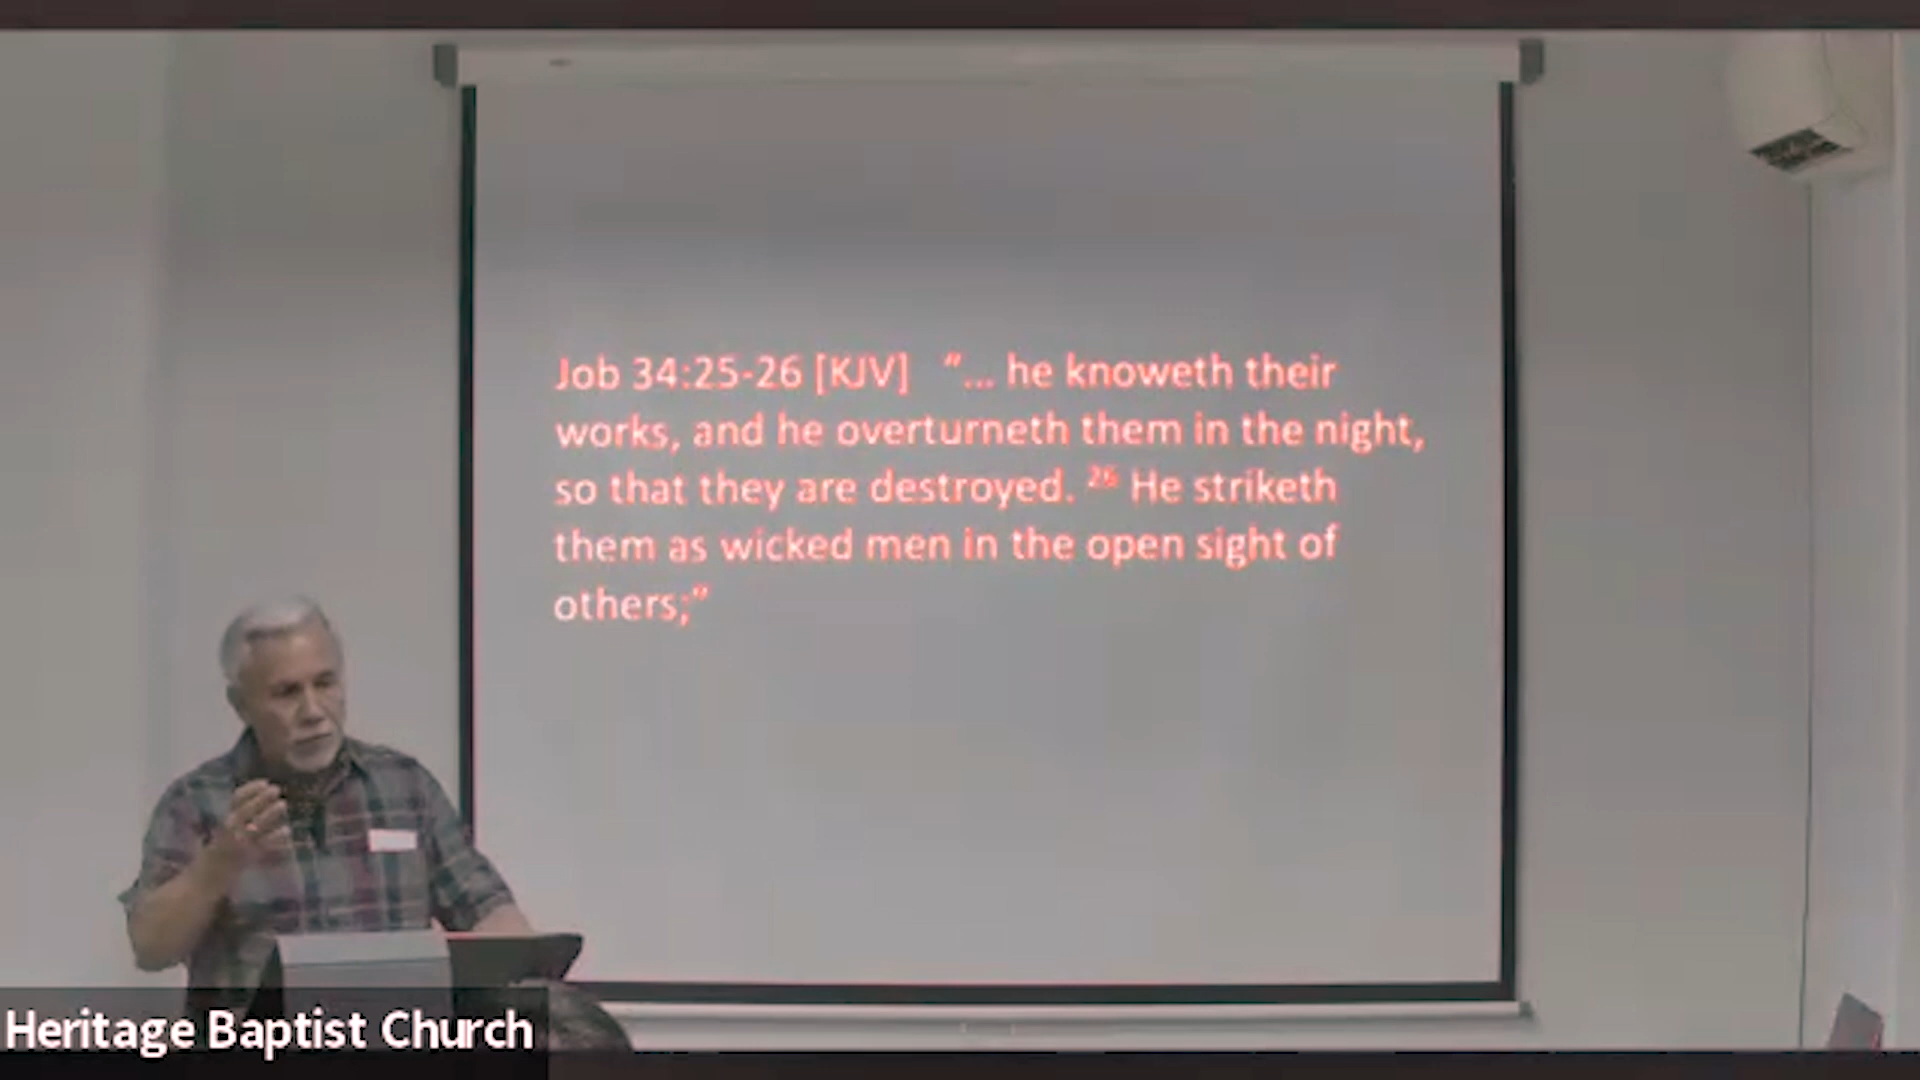 Job 34:25-26 [KJV] “... he knoweth their
works, and he overturneth them in the night,
so that they are destroyed. ²⁶ He striketh
them as wicked men in the open sight of
others;”
Heritage Baptist Church